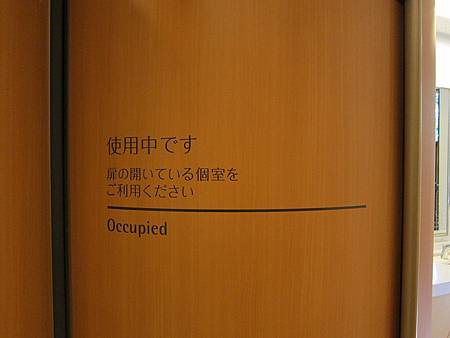 使用中です
扉の開いている個室を
ご利用ください
Occupied